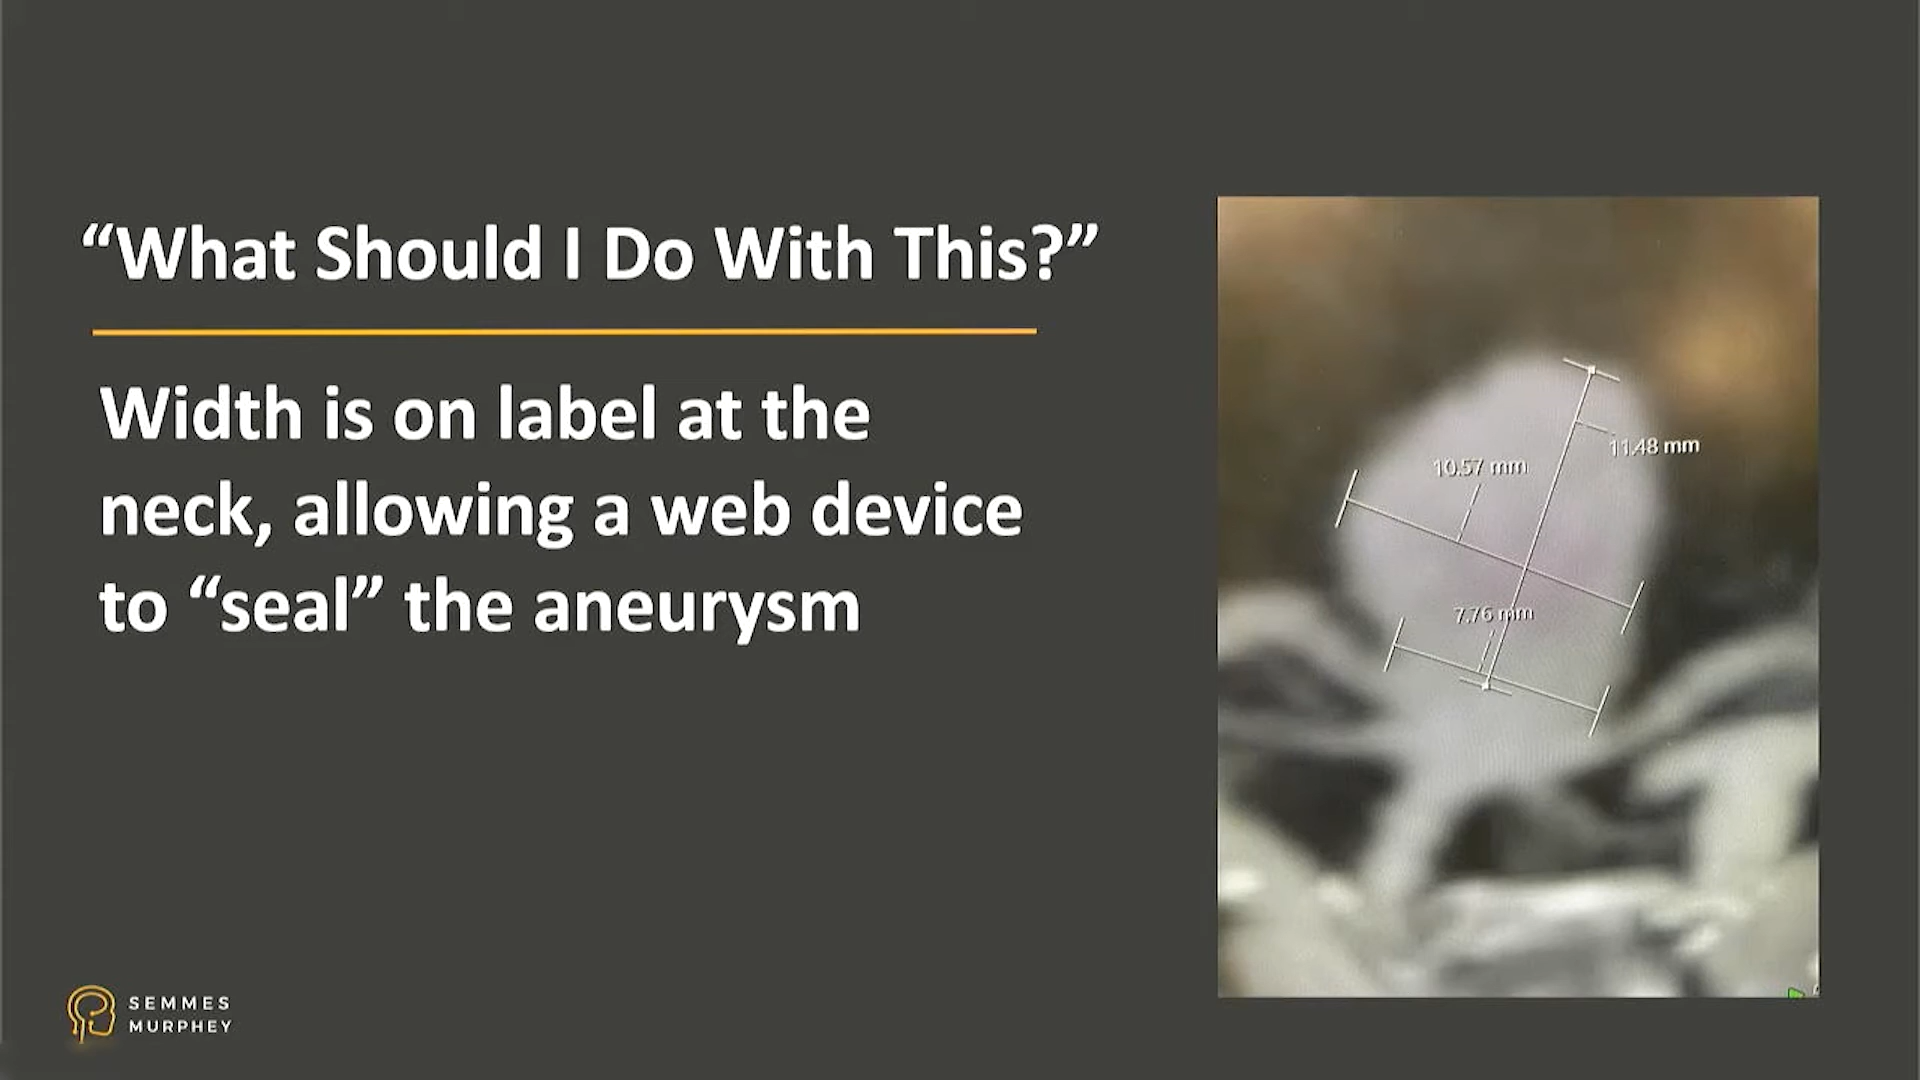 “What Should I Do With This?”
Width is on label at the
neck, allowing a web device
to “seal” the aneurysm
11.48 mm
10.57 mm
7.76 mm
SEMMES
MURPHEY